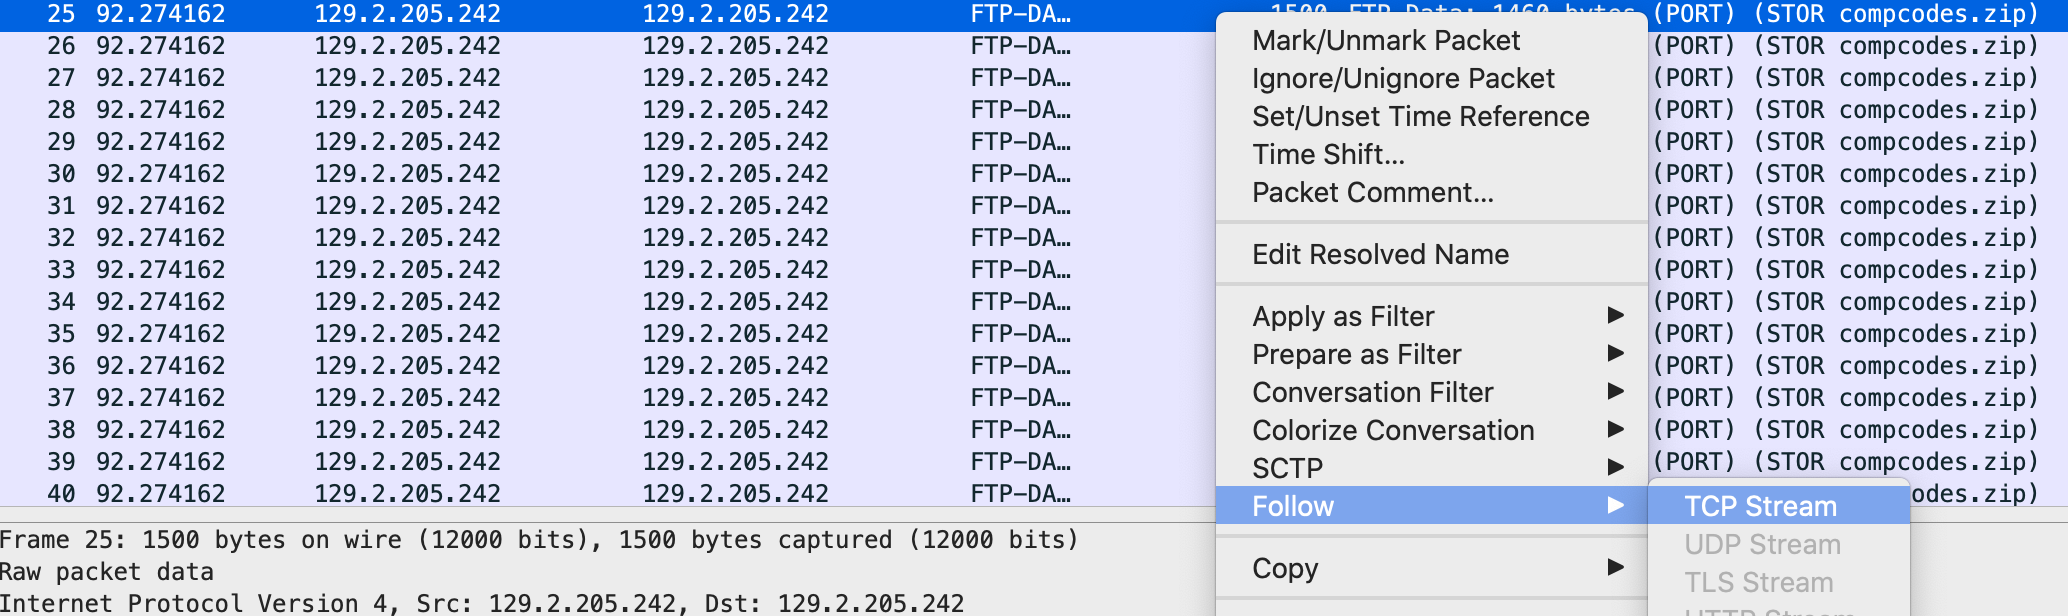 25 92.274162 129.2.205.242 129.2.205.242 FTP-DA… (PORT) (STOR compcodes.zip)
26 92.274162 129.2.205.242 129.2.205.242 FTP-DA… (PORT) (STOR compcodes.zip)
27 92.274162 129.2.205.242 129.2.205.242 FTP-DA… (PORT) (STOR compcodes.zip)
28 92.274162 129.2.205.242 129.2.205.242 FTP-DA… (PORT) (STOR compcodes.zip)
29 92.274162 129.2.205.242 129.2.205.242 FTP-DA… (PORT) (STOR compcodes.zip)
30 92.274162 129.2.205.242 129.2.205.242 FTP-DA… (PORT) (STOR compcodes.zip)
31 92.274162 129.2.205.242 129.2.205.242 FTP-DA… (PORT) (STOR compcodes.zip)
32 92.274162 129.2.205.242 129.2.205.242 FTP-DA… (PORT) (STOR compcodes.zip)
33 92.274162 129.2.205.242 129.2.205.242 FTP-DA… (PORT) (STOR compcodes.zip)
34 92.274162 129.2.205.242 129.2.205.242 FTP-DA… (PORT) (STOR compcodes.zip)
35 92.274162 129.2.205.242 129.2.205.242 FTP-DA… (PORT) (STOR compcodes.zip)
36 92.274162 129.2.205.242 129.2.205.242 FTP-DA… (PORT) (STOR compcodes.zip)
37 92.274162 129.2.205.242 129.2.205.242 FTP-DA… (PORT) (STOR compcodes.zip)
38 92.274162 129.2.205.242 129.2.205.242 FTP-DA… (PORT) (STOR compcodes.zip)
39 92.274162 129.2.205.242 129.2.205.242 FTP-DA… (PORT) (STOR compcodes.zip)
40 92.274162 129.2.205.242 129.2.205.242 FTP-DA… codes.zip)
Mark/Unmark Packet
Ignore/Unignore Packet
Set/Unset Time Reference
Time Shift...
Packet Comment...
Edit Resolved Name
Apply as Filter
Prepare as Filter
Conversation Filter
Colorize Conversation
SCTP
Follow
Copy
TCP Stream
UDP Stream
TLS Stream
Frame 25: 1500 bytes on wire (12000 bits), 1500 bytes captured (12000 bits)
Raw packet data
Internet Protocol Version 4, Src: 129.2.205.242, Dst: 129.2.205.242